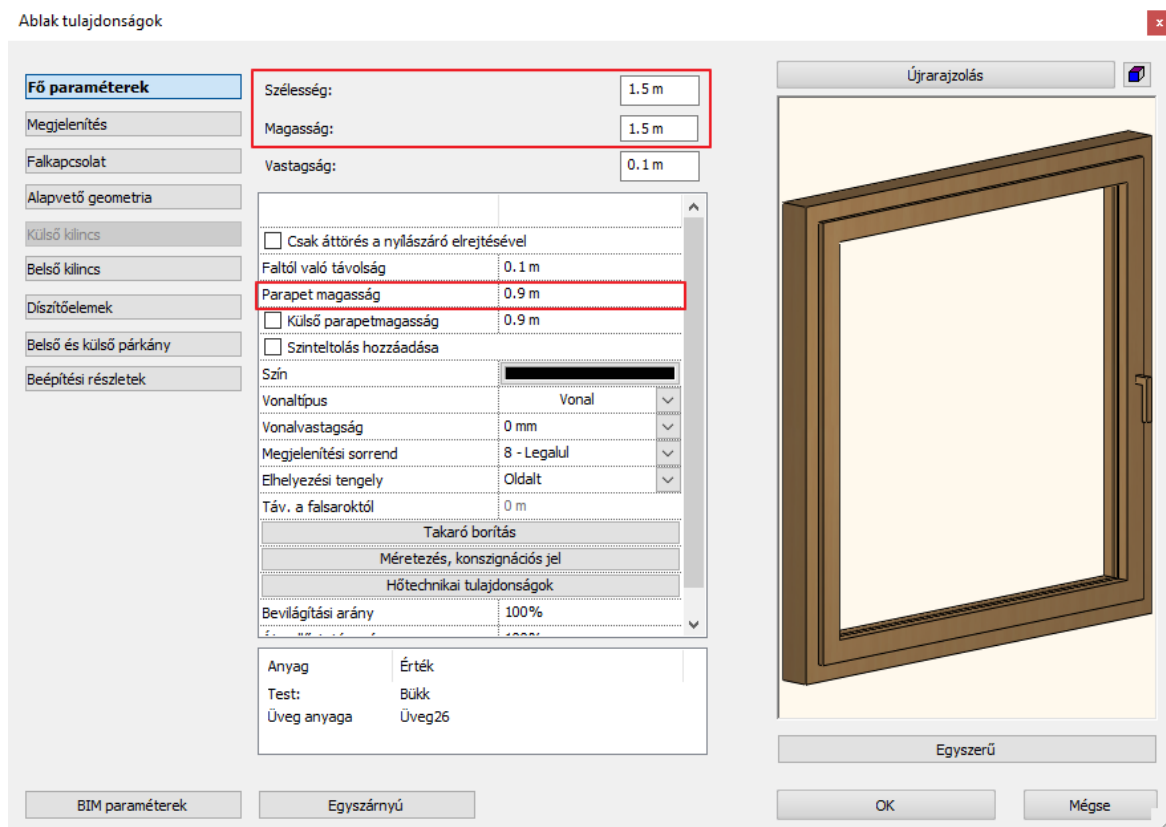 Ablak tulajdonságok
x
Fő paraméterek
Megjelenítés
Falkapcsolat
Alapvető geometria
Külső kilincs
Belső kilincs
Díszítőelemek
Belső és külső párkány
Beépítési részletek
Szélesség: 1.5 m
Magasság: 1.5 m
Vastagság: 0.1 m
Csak áttörés a nyílászáró elrejtésével
Faltól való távolság 0.1 m
Parapet magasság 0.9 m
Külső parapetmagasság 0.9 m
Szinteltolás hozzáadása
Szín
Vonaltípus Vonal
Vonalvastagság 0 mm
Megjelenítési sorrend 8 - Legalul
Elhelyezési tengely Oldalt
Táv. a falsaroktól 0 m
Takaró borítás
Méretezés, konszignációs jel
Hőtechnikai tulajdonságok
Bevilágítási arány 100%
Anyag Érték
Test: Bükk
Üveg anyaga Üveg26
Újrarajzolás
Egyszerű
BIM paraméterek
Egyszárnyú
OK
Mégse